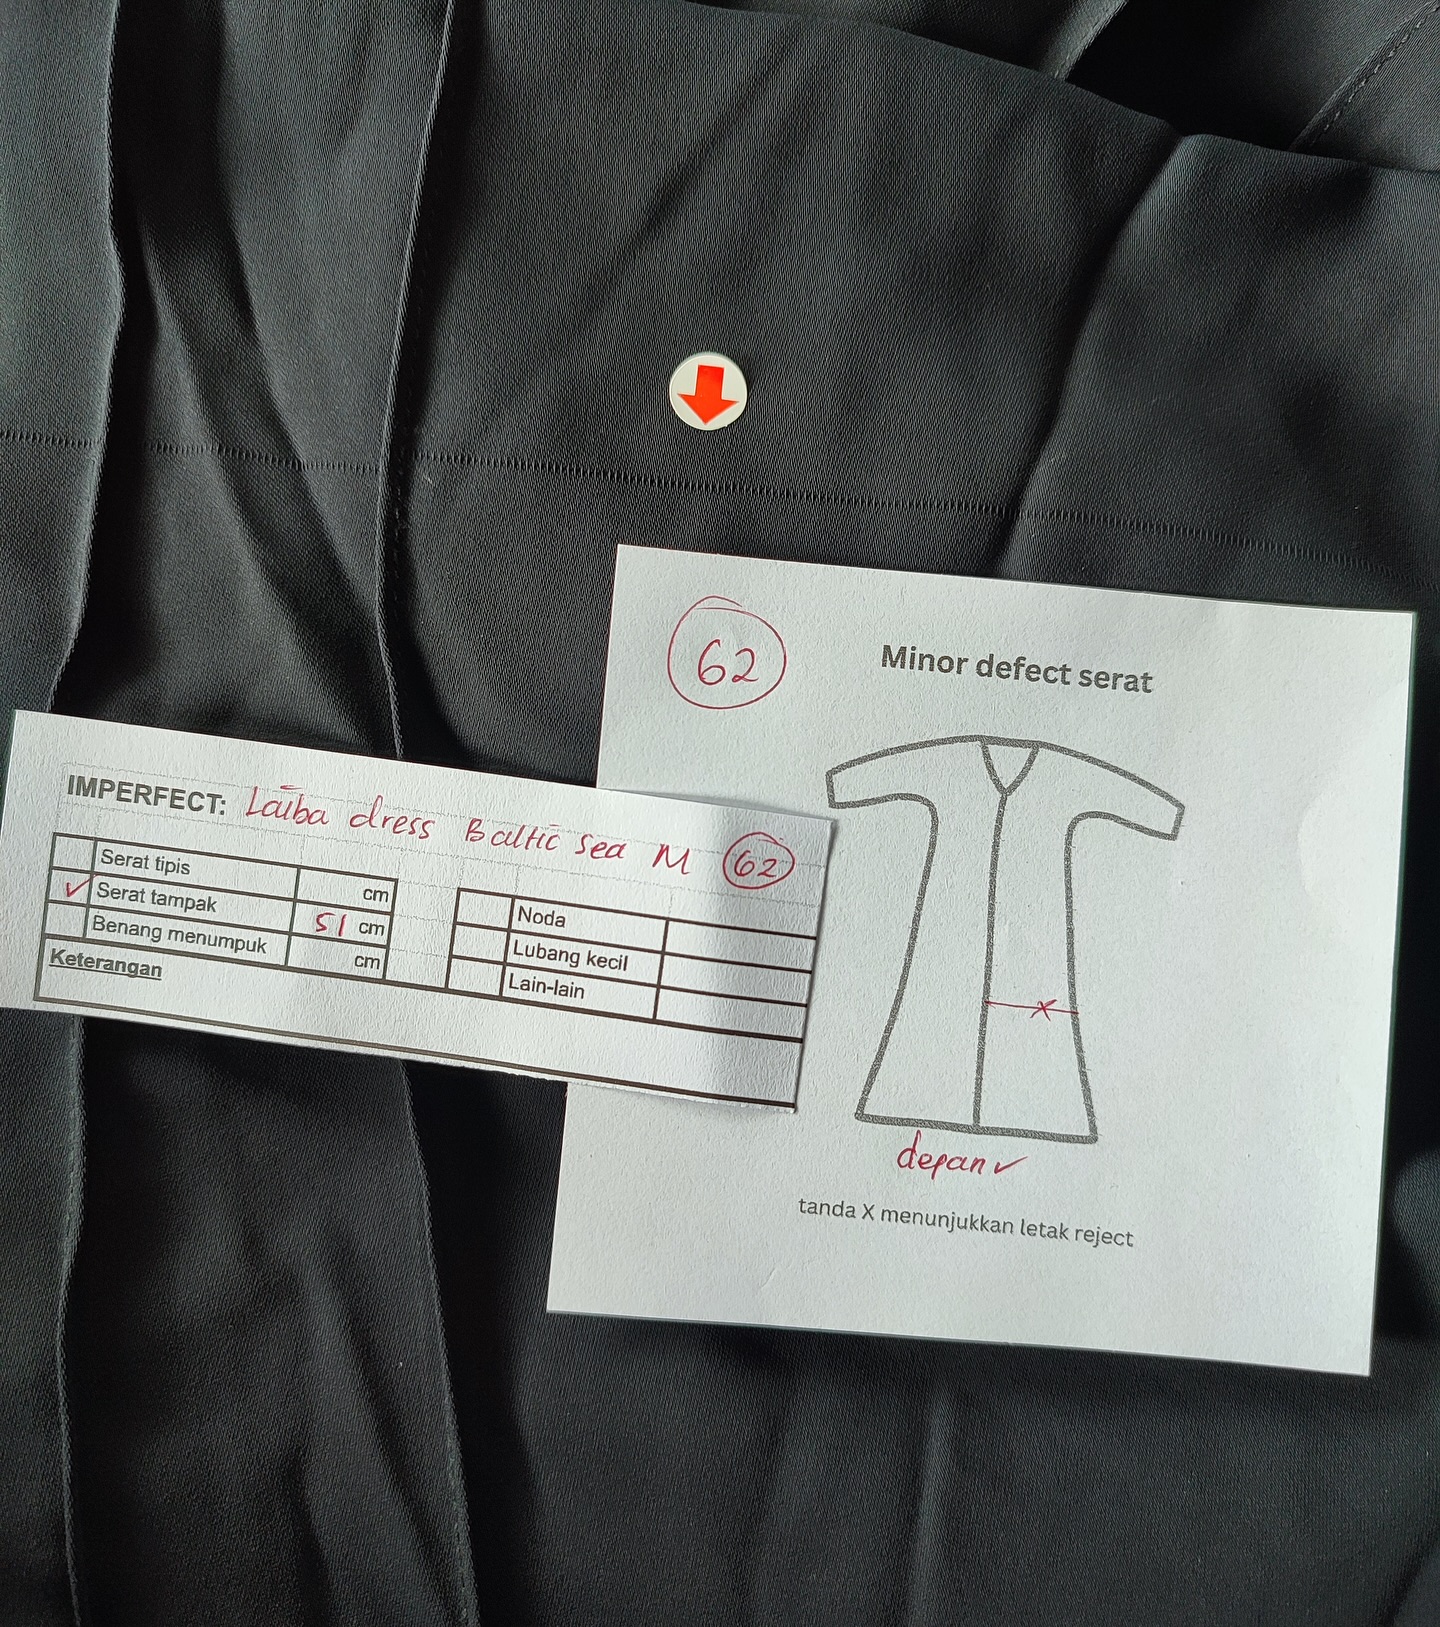 62
Minor defect serat
IMPERFECT: Laiba dress Baltic sea M 62
Serat tipis cm
✓ Serat tampak 51 cm
Benang menumpuk cm
Keterangan
Noda
Lubang kecil
Lain-lain
X
depan ✓
tanda X menunjukkan letak reject